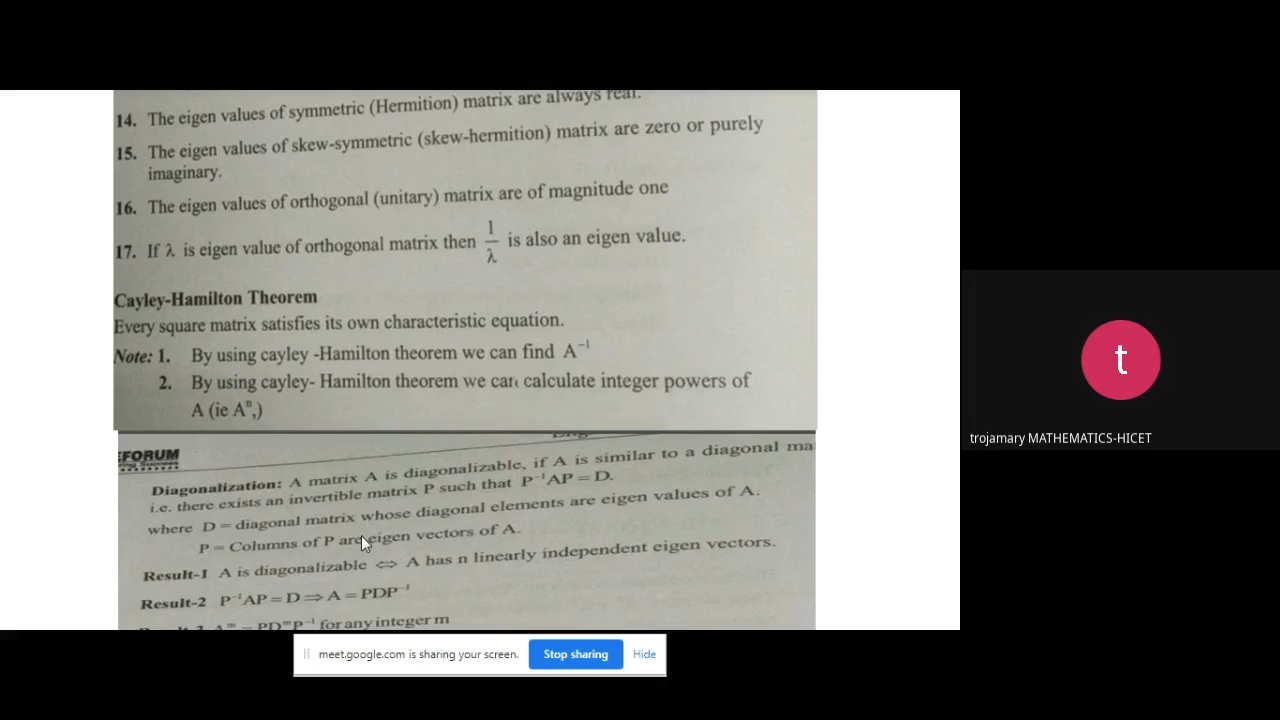 14. The eigen values of symmetric (Hermition) matrix are always real.
15. The eigen values of skew-symmetric (skew-hermition) matrix are zero or purely
imaginary.
16. The eigen values of orthogonal (unitary) matrix are of magnitude one
17. If λ is eigen value of orthogonal matrix then 1/λ is also an eigen value.
Cayley-Hamilton Theorem
Every square matrix satisfies its own characteristic equation.
Note: 1. By using cayley -Hamilton theorem we can find A⁻¹
2. By using cayley- Hamilton theorem we can calculate integer powers of
A (ie Aⁿ,)
FORUM
Diagonalization: A matrix A is diagonalizable, if A is similar to a diagonal ma
i.e. there exists an invertible matrix P such that P⁻¹AP = D.
where D = diagonal matrix whose diagonal elements are eigen values of A.
P = Columns of P are eigen vectors of A.
Result-1 A is diagonalizable ⇔ A has n linearly independent eigen vectors.
Result-2 P⁻¹AP = D ⇒ A = PDP⁻¹
Aᵐ = PDᵐP⁻¹ for any integer m
t
trojamary MATHEMATICS-HICET
meet.google.com is sharing your screen.
Stop sharing
Hide